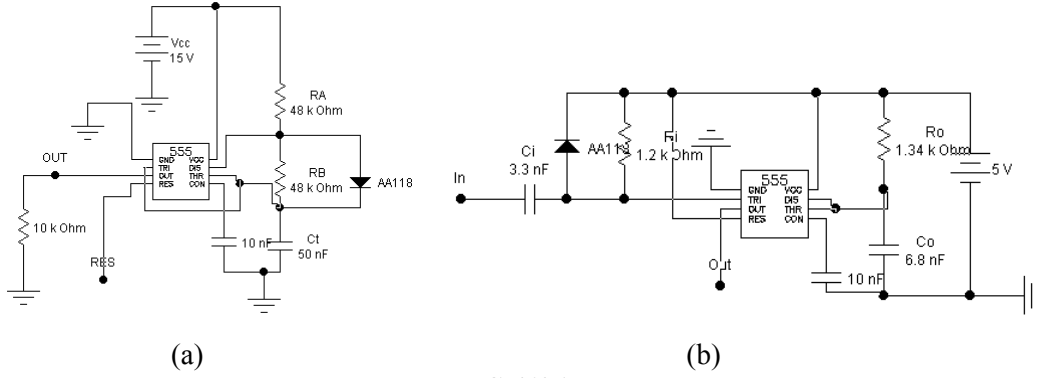 Vcc
15 V
RA
48 k Ohm
555
GND VCC
TRI DIS
OUT THR
RES CON
OUT
RB
48 k Ohm
AA118
10 k Ohm
10 nF
Ct
50 nF
RES
(a)
Ro
1.34 k Ohm
Ri
1.2 k Ohm
Ci
3.3 nF
5 V
In
555
GND VCC
TRI DIS
OUT THR
RES CON
Co
6.8 nF
Out
10 nF
(b)